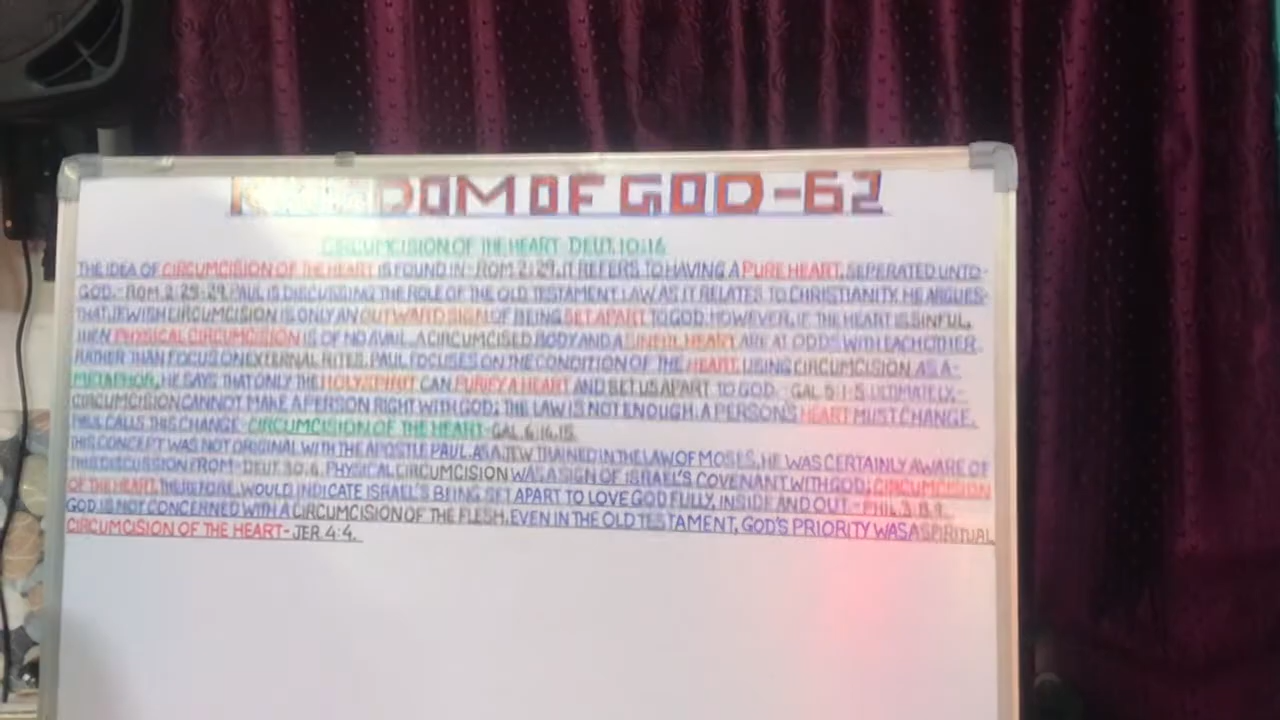 KINGDOM OF GOD -62
CIRCUMCISION OF THE HEART DEUT. 10:16
THE IDEA OF CIRCUMCISION OF THE HEART IS FOUND IN- ROM 2:29. IT REFERS TO HAVING A PURE HEART, SEPERATED UNTO-
GOD. - ROM 2:25-29. PAUL IS DISCUSSING THE ROLE OF THE OLD TESTAMENT LAW AS IT RELATES TO CHRISTIANITY. HE ARGUES-
THAT JEWISH CIRCUMCISION IS ONLY AN OUTWARD SIGN OF BEING SET APART TO GOD. HOWEVER, IF THE HEART IS SINFUL,
THEN PHYSICAL CIRCUMCISION IS OF NO AVAIL. A CIRCUMCISED BODY AND A SINFUL HEART ARE AT ODDS WITH EACH OTHER.
RATHER THAN FOCUS ON EXTERNAL RITES, PAUL FOCUSES ON THE CONDITION OF THE HEART. USING CIRCUMCISION AS A-
METAPHOR, HE SAYS THAT ONLY THE HOLY SPIRIT CAN PURIFY A HEART AND SET US APART TO GOD. - GAL 5:1-5 ULTIMATELY,-
CIRCUMCISION CANNOT MAKE A PERSON RIGHT WITH GOD; THE LAW IS NOT ENOUGH. A PERSON'S HEART MUST CHANGE.
PAUL CALLS THIS CHANGE- CIRCUMCISION OF THE HEART- GAL 6:14,15.
THIS CONCEPT WAS NOT ORIGINAL WITH THE APOSTLE PAUL. AS A JEW TRAINED IN THE LAW OF MOSES, HE WAS CERTAINLY AWARE OF
THIS DISCUSSION FROM- DEUT 30:6. PHYSICAL CIRCUMCISION WAS A SIGN OF ISRAEL'S COVENANT WITH GOD; CIRCUMCISION
OF THE HEART, THEREFORE, WOULD INDICATE ISRAEL'S BEING SET APART TO LOVE GOD FULLY, INSIDE AND OUT. - PHIL 3
GOD IS NOT CONCERNED WITH A CIRCUMCISION OF THE FLESH. EVEN IN THE OLD TESTAMENT, GOD'S PRIORITY WAS A SPIRITUAL
CIRCUMCISION OF THE HEART- JER 4:4.